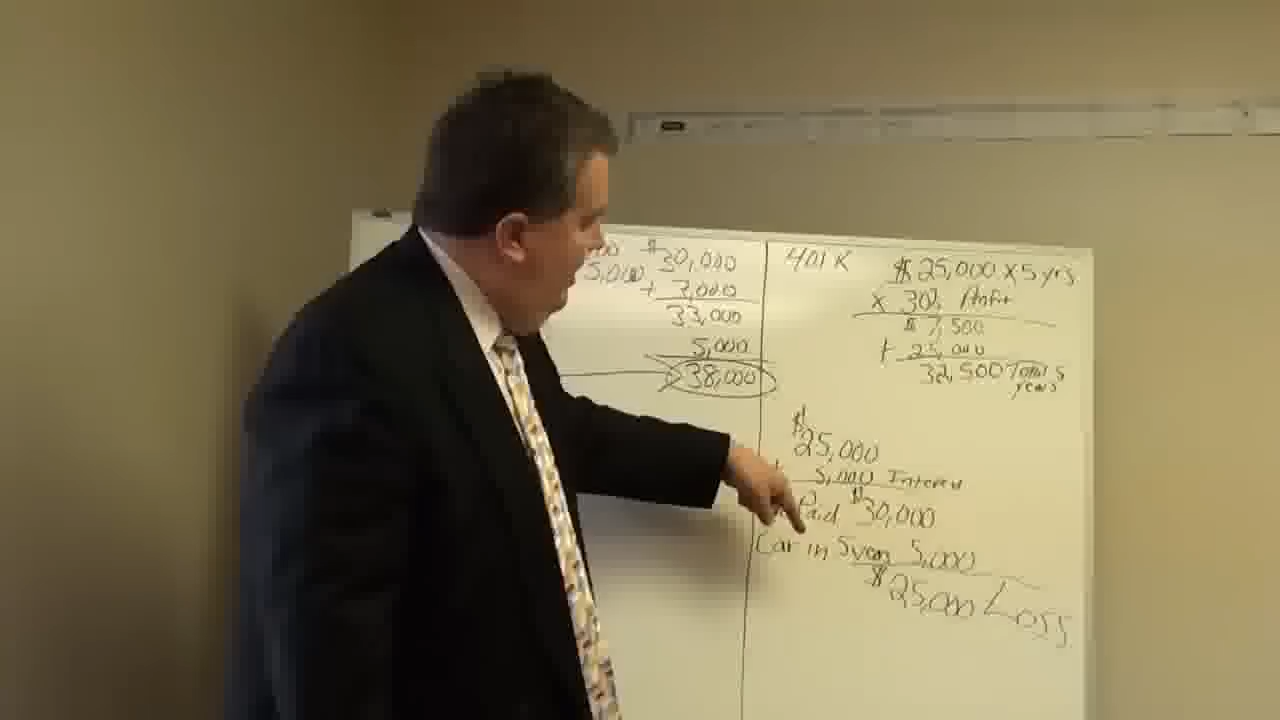 $30,000
5,000 + 3,000
33,000
5,000
38,000
401K
$25,000 X 5 yrs
X 30%
$7,500
+ 25,000
32,500 Total 5
years
$25,000
5,000 Interest
Paid $30,000
Car in 5 years 5,000
$25,000 Loss